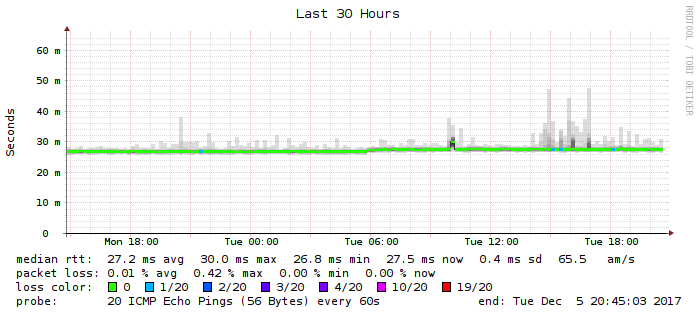 Last 30 Hours
RRDTOOL / TOBI OETIKER
Seconds
60 m
50 m
40 m
30 m
20 m
10 m
0
Mon 18:00 Tue 00:00 Tue 06:00 Tue 12:00 Tue 18:00
median rtt: 27.2 ms avg 30.0 ms max 26.8 ms min 27.5 ms now 0.4 ms sd 65.5 am/s
packet loss: 0.01 % avg 0.42 % max 0.00 % min 0.00 % now
loss color: 0 1/20 2/20 3/20 4/20 10/20 19/20
probe: 20 ICMP Echo Pings (56 Bytes) every 60s end: Tue Dec 5 20:45:03 2017